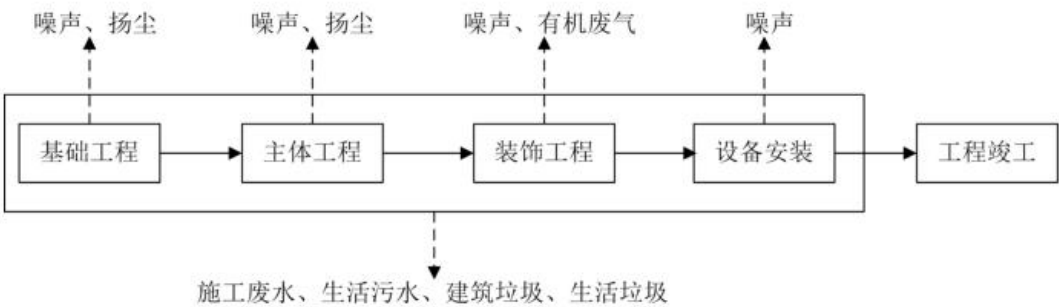 噪声、扬尘 噪声、扬尘 噪声、有机废气 噪声
基础工程 主体工程 装饰工程 设备安装 工程竣工
施工废水、生活污水、建筑垃圾、生活垃圾